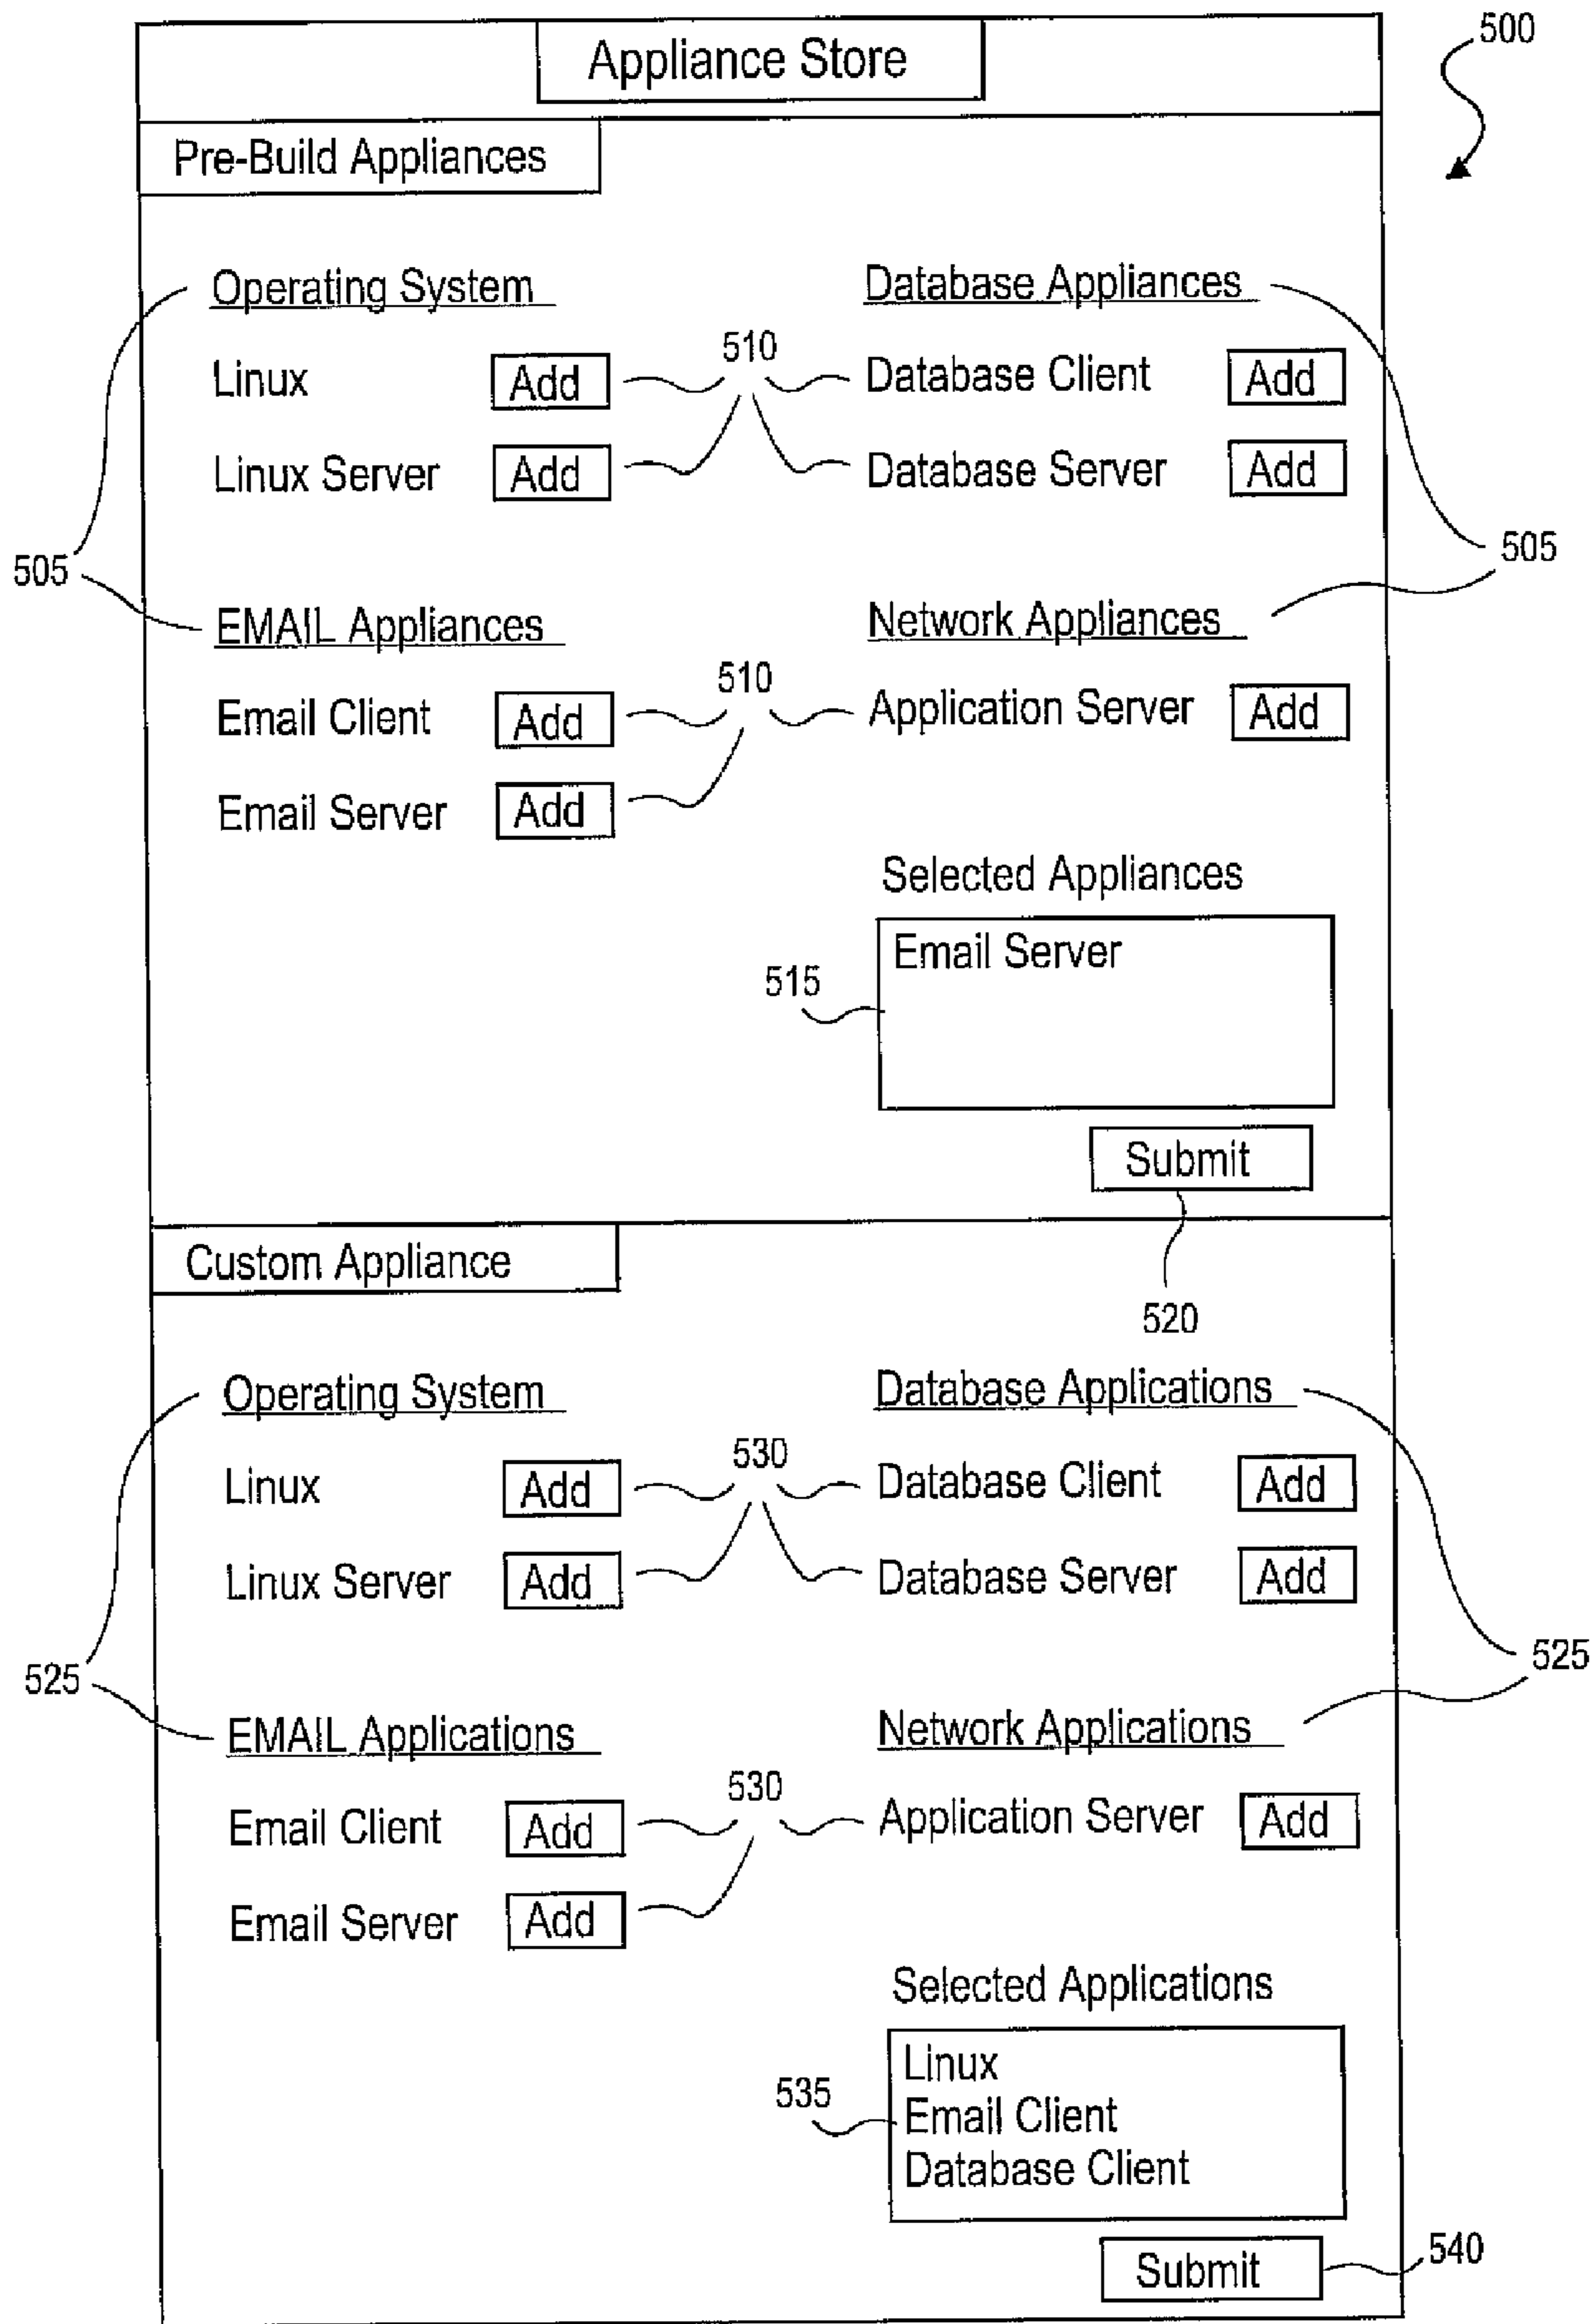 Appliance Store
500
Pre-Build Appliances
Operating System
Database Appliances
Linux Add
510
Database Client Add
Linux Server Add
Database Server Add
505
505
EMAIL Appliances
Network Appliances
Email Client Add
510
Application Server Add
Email Server Add
Selected Appliances
Email Server
515
Submit
520
Custom Appliance
Operating System
Database Applications
Linux Add
530
Database Client Add
Linux Server Add
Database Server Add
525
525
EMAIL Applications
Network Applications
Email Client Add
530
Application Server Add
Email Server Add
Selected Applications
Linux
535
Email Client
Database Client
Submit
540